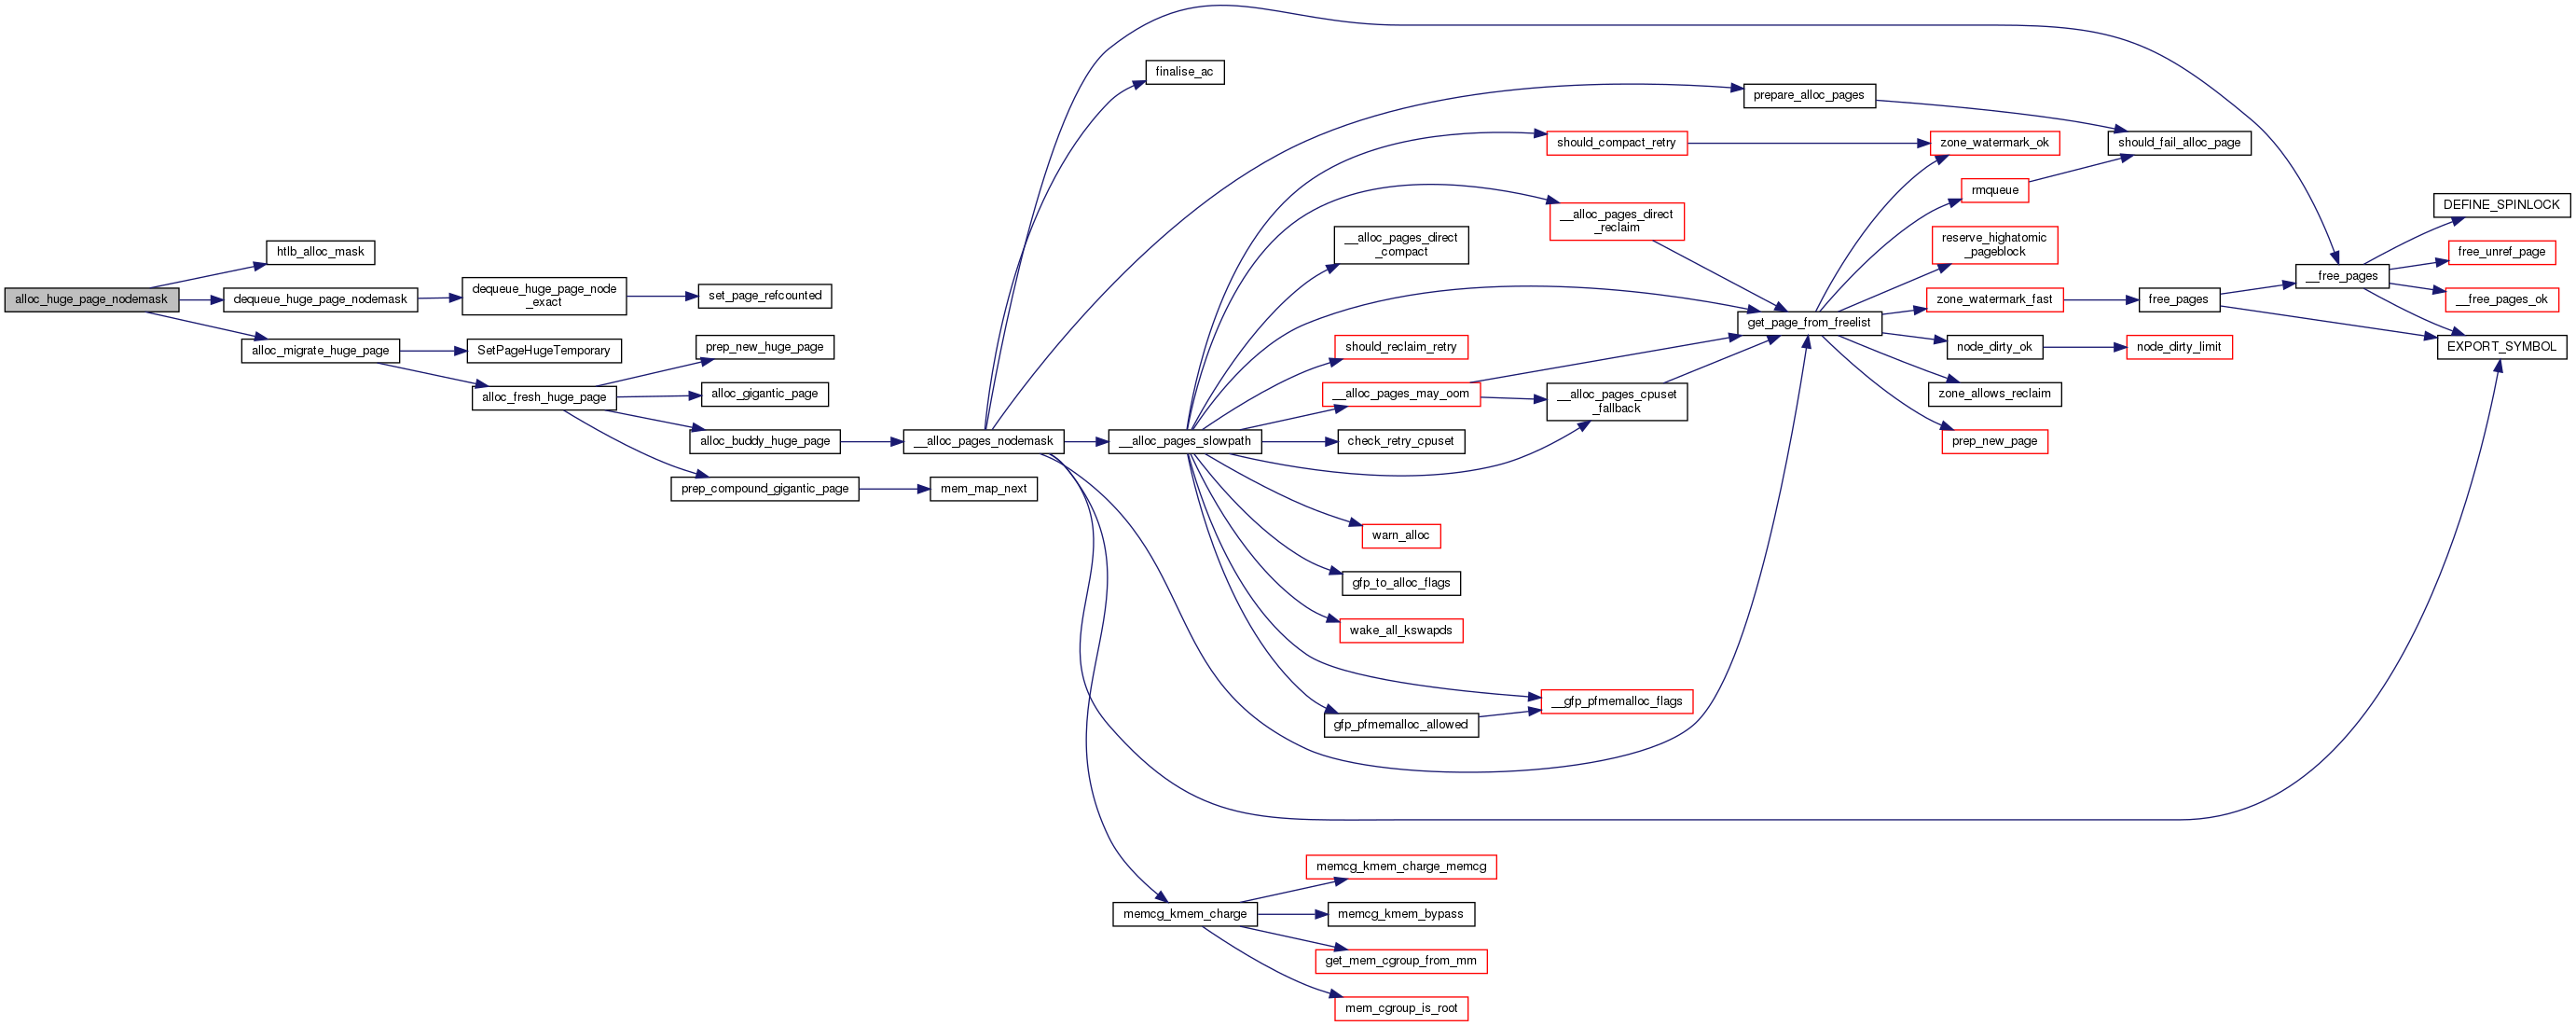 finalise_ac
prepare_alloc_pages
should_compact_retry
zone_watermark_ok
should_fail_alloc_page
rmqueue
DEFINE_SPINLOCK
__alloc_pages_direct
_reclaim
htlb_alloc_mask
__alloc_pages_direct
_compact
reserve_highatomic
_pageblock
free_unref_page
__free_pages
alloc_huge_page_nodemask
dequeue_huge_page_nodemask
dequeue_huge_page_node
_exact
set_page_refcounted
zone_watermark_fast
free_pages
__free_pages_ok
get_page_from_freelist
alloc_migrate_huge_page
SetPageHugeTemporary
prep_new_huge_page
should_reclaim_retry
node_dirty_ok
node_dirty_limit
EXPORT_SYMBOL
alloc_fresh_huge_page
alloc_gigantic_page
__alloc_pages_may_oom
__alloc_pages_cpuset
_fallback
zone_allows_reclaim
alloc_buddy_huge_page
__alloc_pages_nodemask
__alloc_pages_slowpath
check_retry_cpuset
prep_new_page
prep_compound_gigantic_page
mem_map_next
warn_alloc
gfp_to_alloc_flags
wake_all_kswapds
__gfp_pfmemalloc_flags
gfp_pfmemalloc_allowed
memcg_kmem_charge_memcg
memcg_kmem_charge
memcg_kmem_bypass
get_mem_cgroup_from_mm
mem_cgroup_is_root